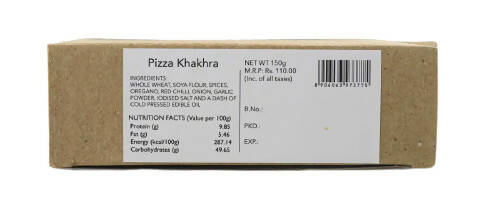 Pizza Khakhra
INGREDIENTS:
WHOLE WHEAT, SOYA FLOUR, SPICES,
OREGANO, RED CHILLI, ONION, GARLIC
POWDER, IODISED SALT AND A DASH OF
COLD PRESSED EDIBLE OIL
NUTRITION FACTS (Value per 100g)
Protein (g) 9.85
Fat (g) 5.46
Energy (kcal/100g) 287.14
Carbohydrates (g) 49.65
NET WT 150g
M.R.P: Rs. 110.00
(Inc. of all taxes)
B.No.:
PKD.:
EXP.: